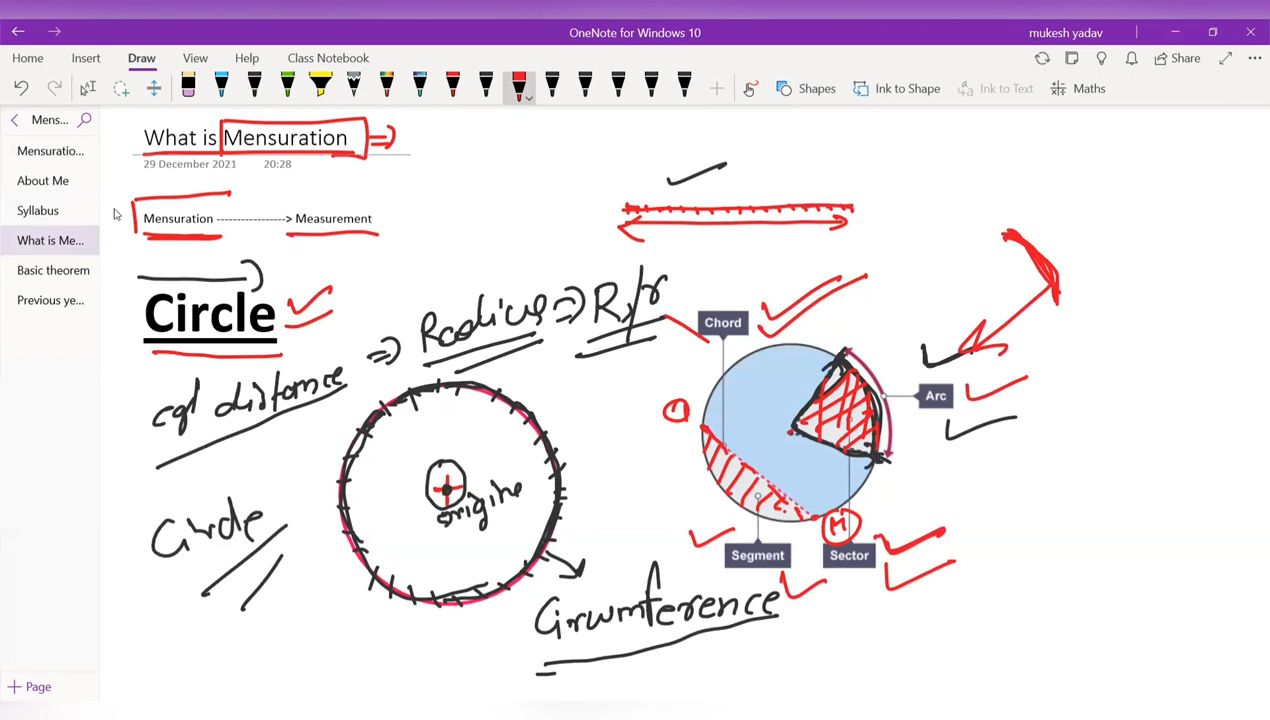 OneNote for Windows 10
mukesh yadav
Home Insert Draw View Help Class Notebook
Share
Shapes Ink to Shape Ink to Text Maths
Mens...
Mensuratio...
About Me
Syllabus
What is Me...
Basic theorem
Previous ye...
Page
What is Mensuration
29 December 2021 20:28
Mensuration ----------------> Measurement
Circle
eql distance => Radius => R/r
Circle
origine
Circumference
Chord
Arc
Segment
Sector